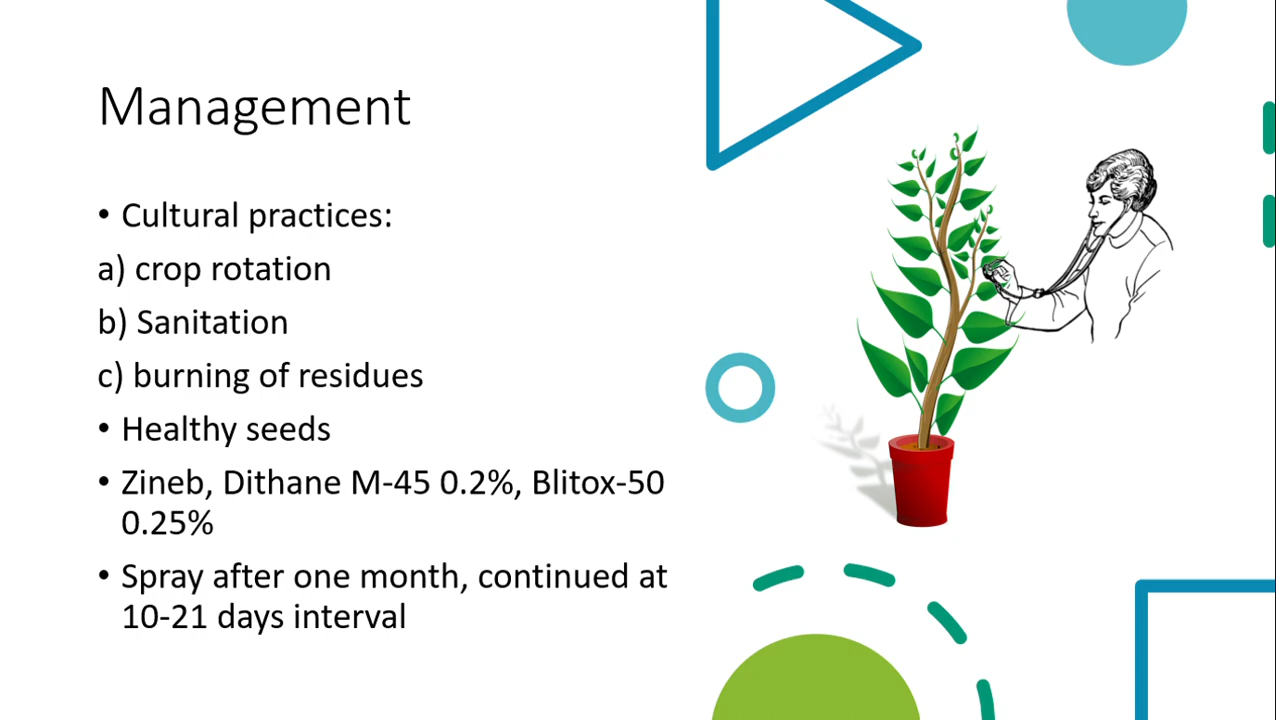 Management
• Cultural practices:
a) crop rotation
b) Sanitation
c) burning of residues
• Healthy seeds
• Zineb, Dithane M-45 0.2%, Blitox-50
0.25%
• Spray after one month, continued at
10-21 days interval